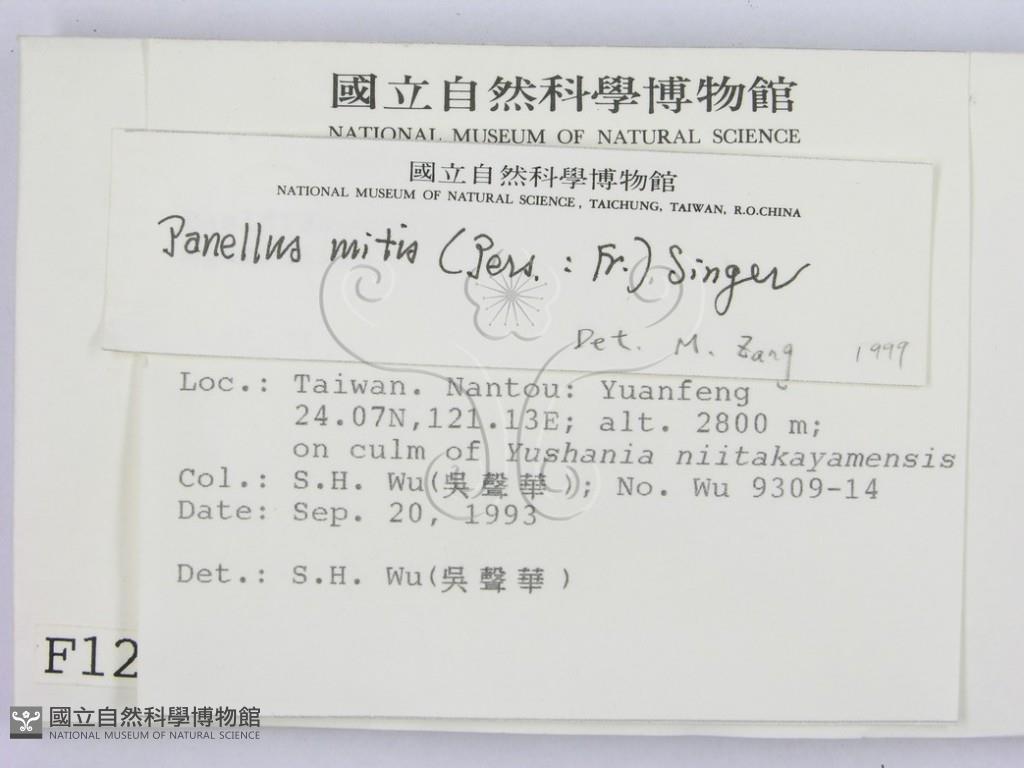 國立自然科學博物館
NATIONAL MUSEUM OF NATURAL SCIENCE
國立自然科學博物館
NATIONAL MUSEUM OF NATURAL SCIENCE, TAICHUNG, TAIWAN, R.O.CHINA
Panellus mitis (Pers. : Fr.) Singer
Det. M. Zang 1999
Loc.: Taiwan. Nantou: Yuanfeng
24.07N,121.13E; alt. 2800 m;
on culm of Yushania niitakayamensis
Col.: S.H. Wu(吳聲華); No. Wu 9309-14
Date: Sep. 20, 1993
Det.: S.H. Wu(吳聲華)
F12
國立自然科學博物館
NATIONAL MUSEUM OF NATURAL SCIENCE